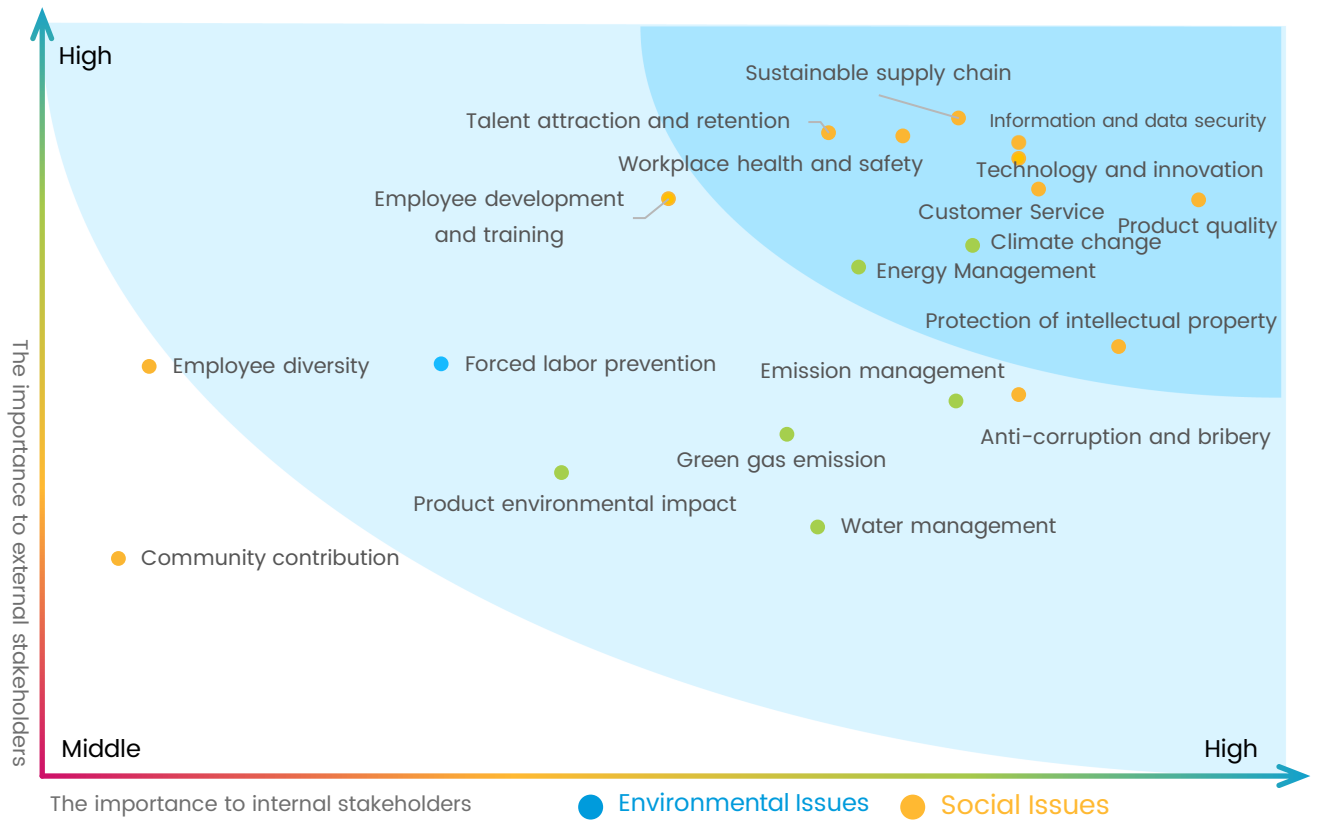 High
Sustainable supply chain
Talent attraction and retention
Information and data security
Workplace health and safety
Technology and innovation
Employee development
and training
Customer Service
Product quality
Climate change
Energy Management
Protection of intellectual property
Employee diversity
Forced labor prevention
Emission management
Anti-corruption and bribery
Green gas emission
Product environmental impact
Water management
Community contribution
The importance to external stakeholders
Middle
High
The importance to internal stakeholders
Environmental Issues
Social Issues